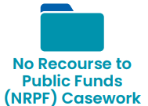 No Recourse to
Public Funds
(NRPF) Casework